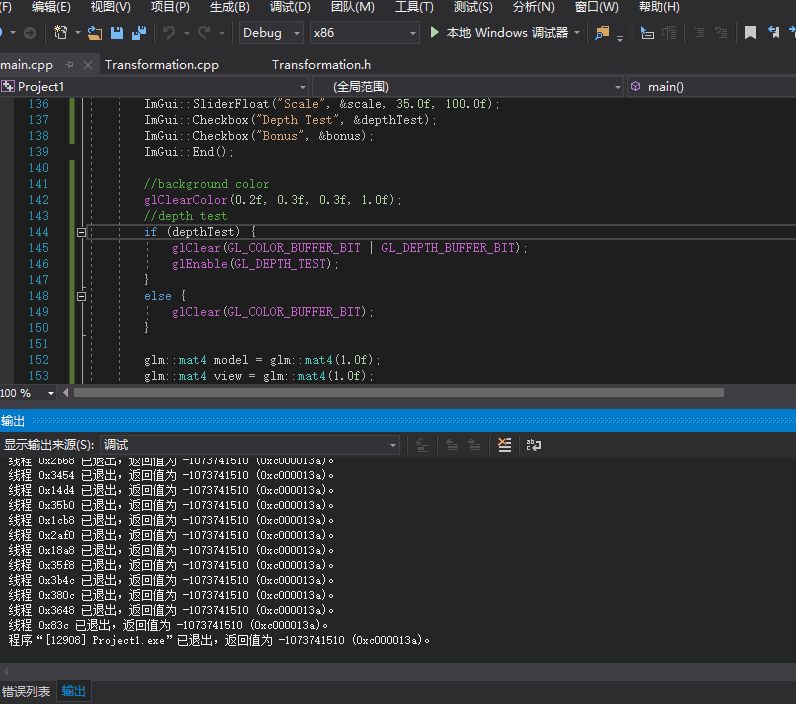 (F) 编辑(E) 视图(V) 项目(P) 生成(B) 调试(D) 团队(M) 工具(T) 测试(S) 分析(N) 窗口(W) 帮助(H)
Debug x86 本地 Windows 调试器
main.cpp Transformation.cpp Transformation.h
Project1 (全局范围) main()
136 ImGui::SliderFloat("Scale", &scale, 35.0f, 100.0f);
137 ImGui::Checkbox("Depth Test", &depthTest);
138 ImGui::Checkbox("Bonus", &bonus);
139 ImGui::End();
140
141 //background color
142 glClearColor(0.2f, 0.3f, 0.3f, 1.0f);
143 //depth test
144 if (depthTest) {
145 glClear(GL_COLOR_BUFFER_BIT | GL_DEPTH_BUFFER_BIT);
146 glEnable(GL_DEPTH_TEST);
147 }
148 else {
149 glClear(GL_COLOR_BUFFER_BIT);
150 }
151
152 glm::mat4 model = glm::mat4(1.0f);
153 glm::mat4 view = glm::mat4(1.0f);
100 %
输出
显示输出来源(S): 调试
线程 0x2b68 已退出，返回值为 -1073741510 (0xc000013a)。
线程 0x3454 已退出，返回值为 -1073741510 (0xc000013a)。
线程 0x14d4 已退出，返回值为 -1073741510 (0xc000013a)。
线程 0x35b0 已退出，返回值为 -1073741510 (0xc000013a)。
线程 0x1cb8 已退出，返回值为 -1073741510 (0xc000013a)。
线程 0x2af0 已退出，返回值为 -1073741510 (0xc000013a)。
线程 0x18a8 已退出，返回值为 -1073741510 (0xc000013a)。
线程 0x35f8 已退出，返回值为 -1073741510 (0xc000013a)。
线程 0x3b4c 已退出，返回值为 -1073741510 (0xc000013a)。
线程 0x380c 已退出，返回值为 -1073741510 (0xc000013a)。
线程 0x3648 已退出，返回值为 -1073741510 (0xc000013a)。
线程 0x83c 已退出，返回值为 -1073741510 (0xc000013a)。
程序“[12908] Project1.exe”已退出，返回值为 -1073741510 (0xc000013a)。
错误列表 输出